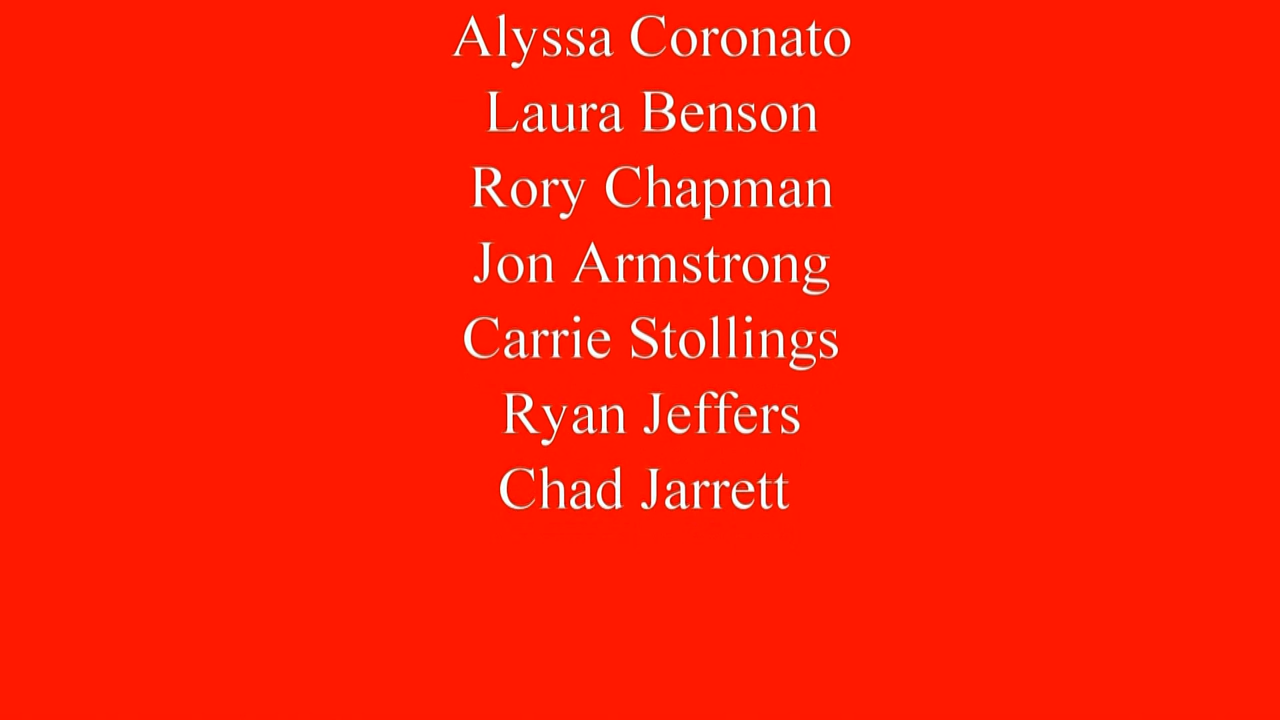 Alyssa Coronato
Laura Benson
Rory Chapman
Jon Armstrong
Carrie Stollings
Ryan Jeffers
Chad Jarrett